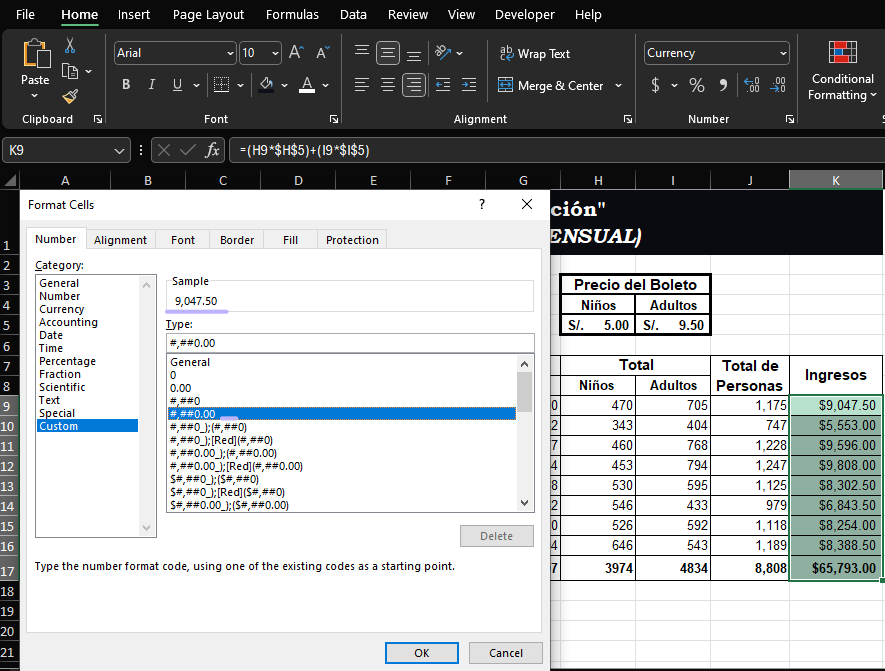 File Home Insert Page Layout Formulas Data Review View Developer Help
Paste
Clipboard
Arial 10 A A
B I U A
Font
ab Wrap Text
Merge & Center
Alignment
Currency
$ % 9 .00 .00
Number
Conditional
Formatting
K9 fx =(H9*$H$5)+(I9*$I$5)
A B C D E F G H I J K
Format Cells ?
Number Alignment Font Border Fill Protection
Category:
General
Number
Currency
Accounting
Date
Time
Percentage
Fraction
Scientific
Text
Special
Custom
Sample
9,047.50
Type:
#,##0.00
General
0
0.00
#,##0
#,##0.00
#,##0_);(#,##0)
#,##0_);[Red](#,##0)
#,##0.00_);(#,##0.00)
#,##0.00_);[Red](#,##0.00)
$#,##0_);($#,##0)
$#,##0_);[Red]($#,##0)
$#,##0.00_);($#,##0.00)
Delete
Type the number format code, using one of the existing codes as a starting point.
OK Cancel
ción"
1 ENSUAL)
2
3 Precio del Boleto
4 Niños Adultos
5 S/. 5.00 S/. 9.50
6
7 Total Total de Personas Ingresos
8 Niños Adultos
9 0 470 705 1,175 $9,047.50
10 2 343 404 747 $5,553.00
11 7 460 768 1,228 $9,596.00
12 4 453 794 1,247 $9,808.00
13 8 530 595 1,125 $8,302.50
14 2 546 433 979 $6,843.50
15 0 526 592 1,118 $8,254.00
16 4 646 543 1,189 $8,388.50
17 7 3974 4834 8,808 $65,793.00
18
19
20
21